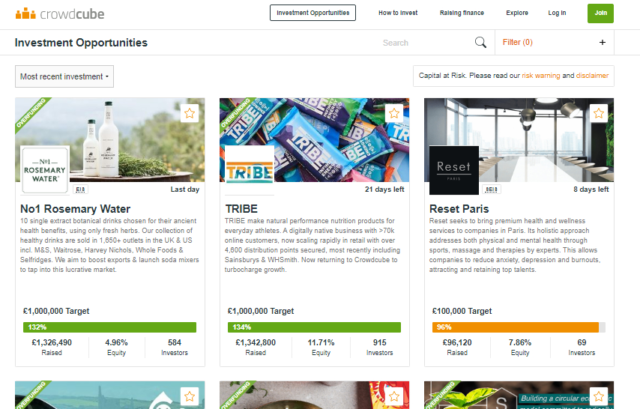 crowdcube
Investment Opportunities
How to invest
Raising finance
Explore
Log in
Join
Investment Opportunities
Search
Filter (0)
+
Most recent investment
Capital at Risk. Please read our risk warning and disclaimer
OVERFUNDING
No1
ROSEMARY
WATER
EIS
Last day
No1 Rosemary Water
10 single extract botanical drinks chosen for their ancient
health benefits, using only fresh herbs. Our collection of
healthy drinks are sold in 1,650+ outlets in the UK & US
incl. M&S, Waitrose, Harvey Nichols, Whole Foods &
Selfridges. We aim to boost exports & launch soda mixers
to tap into this lucrative market.
£1,000,000 Target
132%
£1,326,490
Raised
4.96%
Equity
584
Investors
OVERFUNDING
TRIBE
TRIBE
21 days left
TRIBE
TRIBE make natural performance nutrition products for
everyday athletes. A digitally native business with >70k
online customers, now scaling rapidly in retail with over
4,600 distribution points secured, most recently including
Sainsburys & WHSmith. Now returning to Crowdcube to
turbocharge growth.
£1,000,000 Target
134%
£1,342,800
Raised
11.71%
Equity
915
Investors
Reset
PARIS
8 days left
Reset Paris
Reset seeks to bring premium health and wellness
services to companies in Paris. Its holistic approach
addresses both physical and mental health through
sports, massage and therapies by experts. This allows
companies to reduce anxiety, depression and burnouts,
attracting and retaining top talents.
£100,000 Target
96%
£96,120
Raised
7.86%
Equity
69
Investors
Building a circular